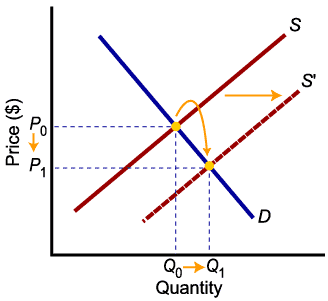 S
S'
Price ($)
P0
P1
D
Q0 Q1
Quantity